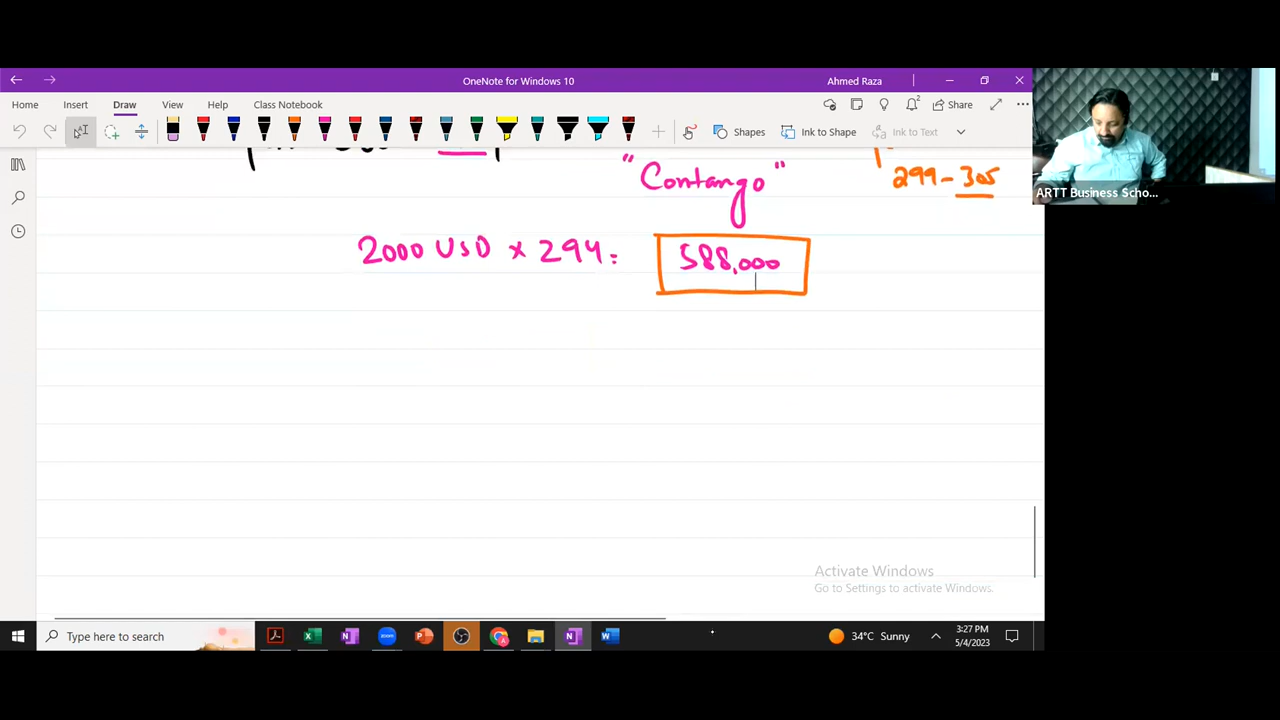 OneNote for Windows 10
Ahmed Raza
Home Insert Draw View Help Class Notebook
Share
Shapes Ink to Shape Ink to Text
"Contango"
299-305
2000 USD × 294 =
588,000
ARTT Business Scho...
Activate Windows
Go to Settings to activate Windows.
Type here to search
34°C Sunny
3:27 PM
5/4/2023